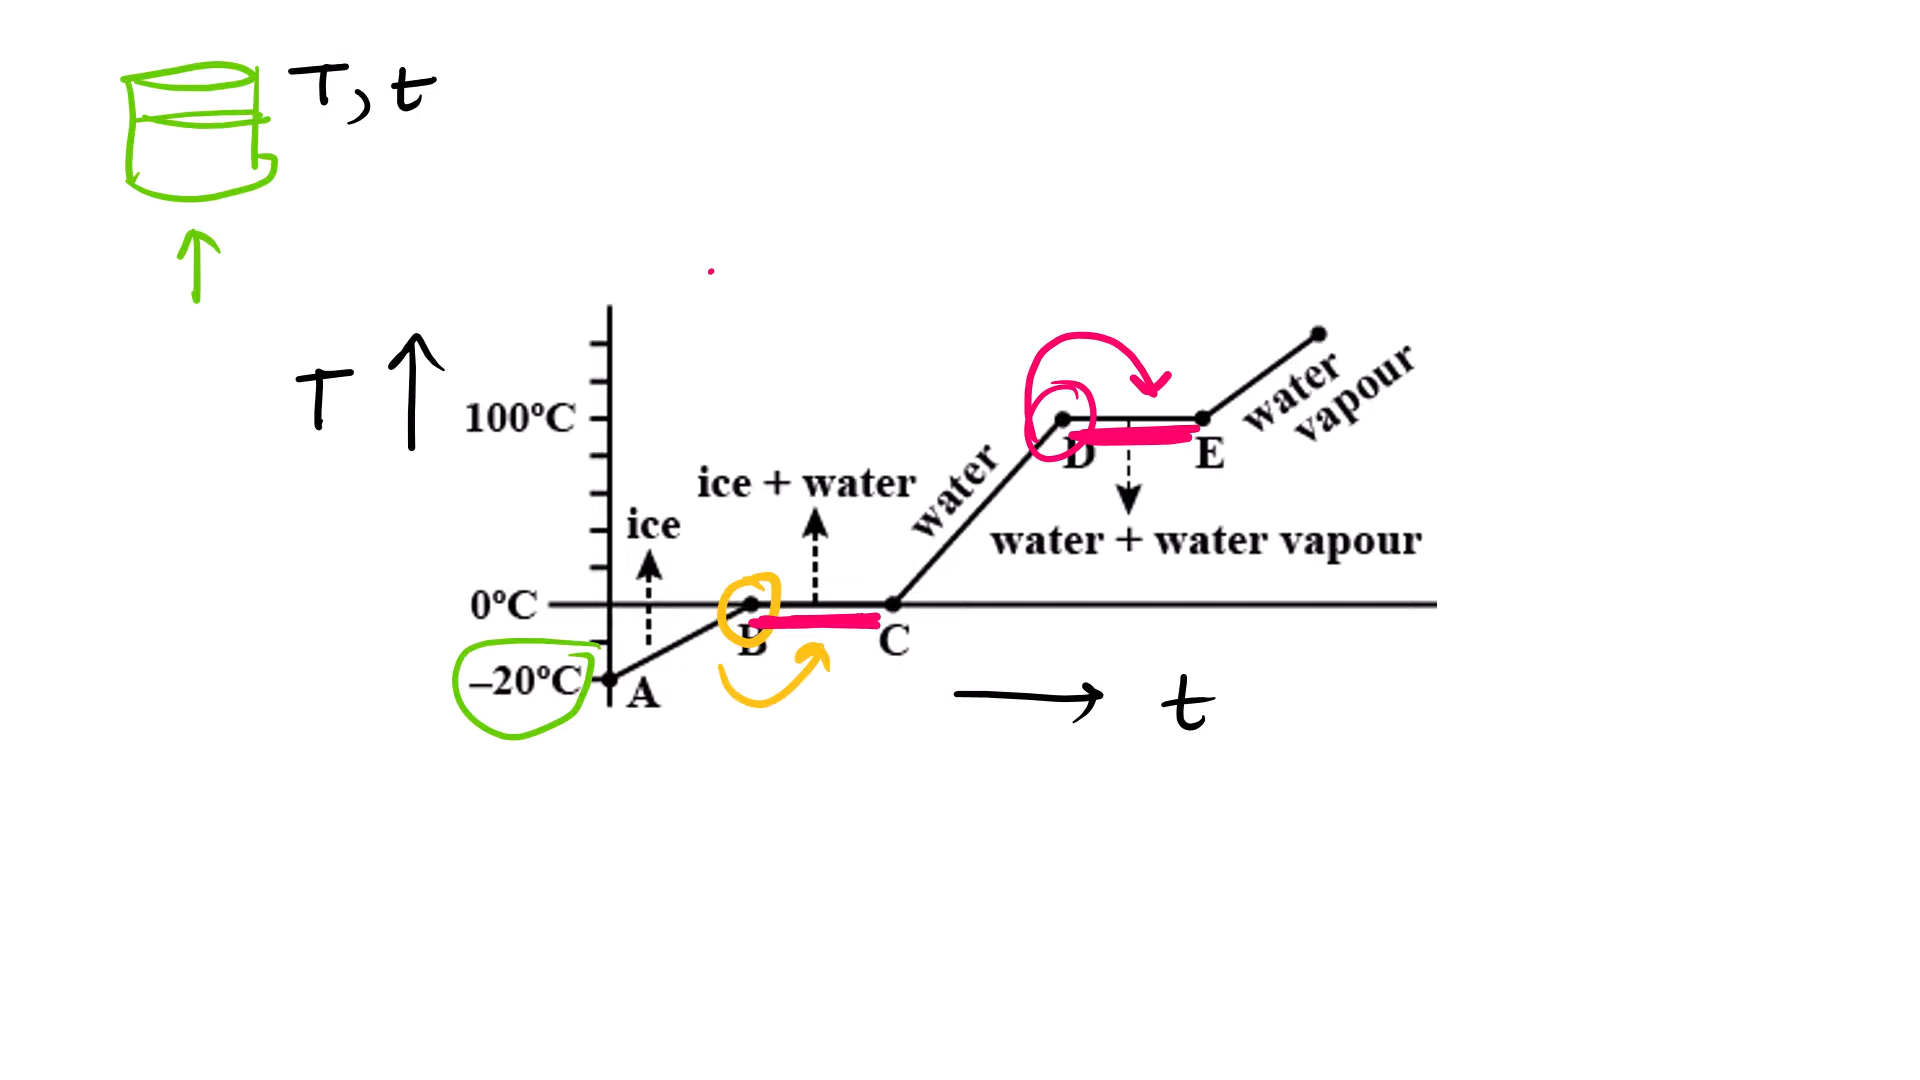 T, t
T
100°C
water
vapour
D
E
ice + water
water
ice
water + water vapour
0°C
B
C
–20°C
A
t